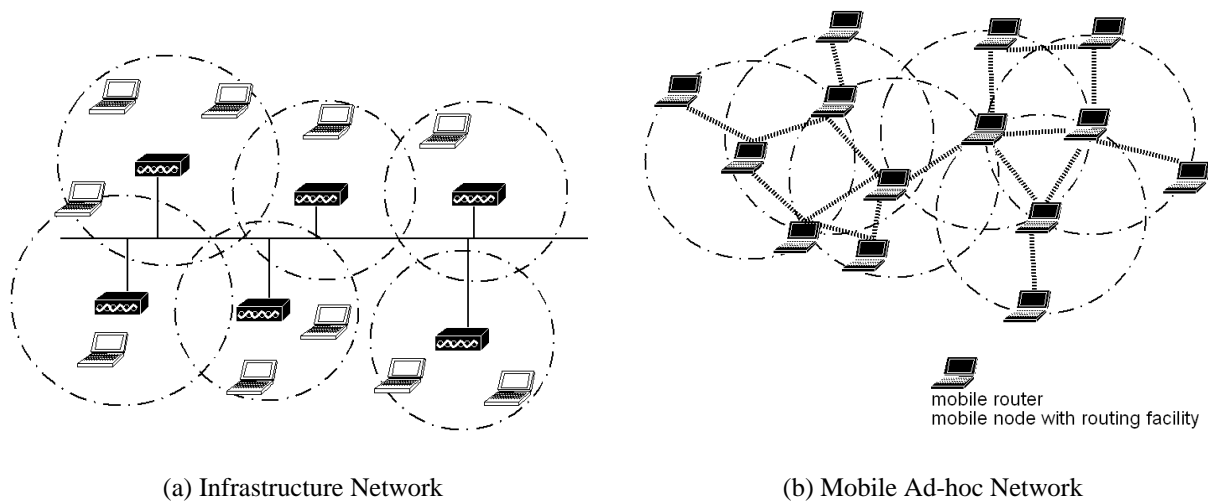 mobile router
mobile node with routing facility
(a) Infrastructure Network
(b) Mobile Ad-hoc Network